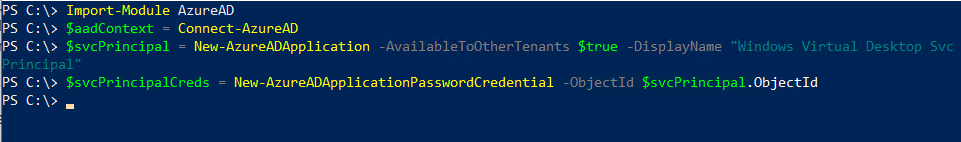 PS C:\> Import-Module AzureAD
PS C:\> $aadContext = Connect-AzureAD
PS C:\> $svcPrincipal = New-AzureADApplication -AvailableToOtherTenants $true -DisplayName "Windows Virtual Desktop Svc
Principal"
PS C:\> $svcPrincipalCreds = New-AzureADApplicationPasswordCredential -ObjectId $svcPrincipal.ObjectId
PS C:\>